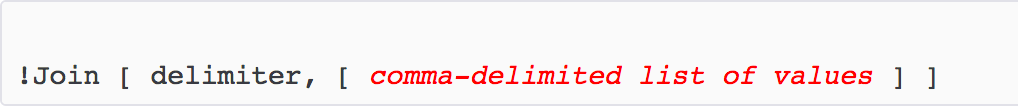 !Join [ delimiter, [ comma-delimited list of values ] ]